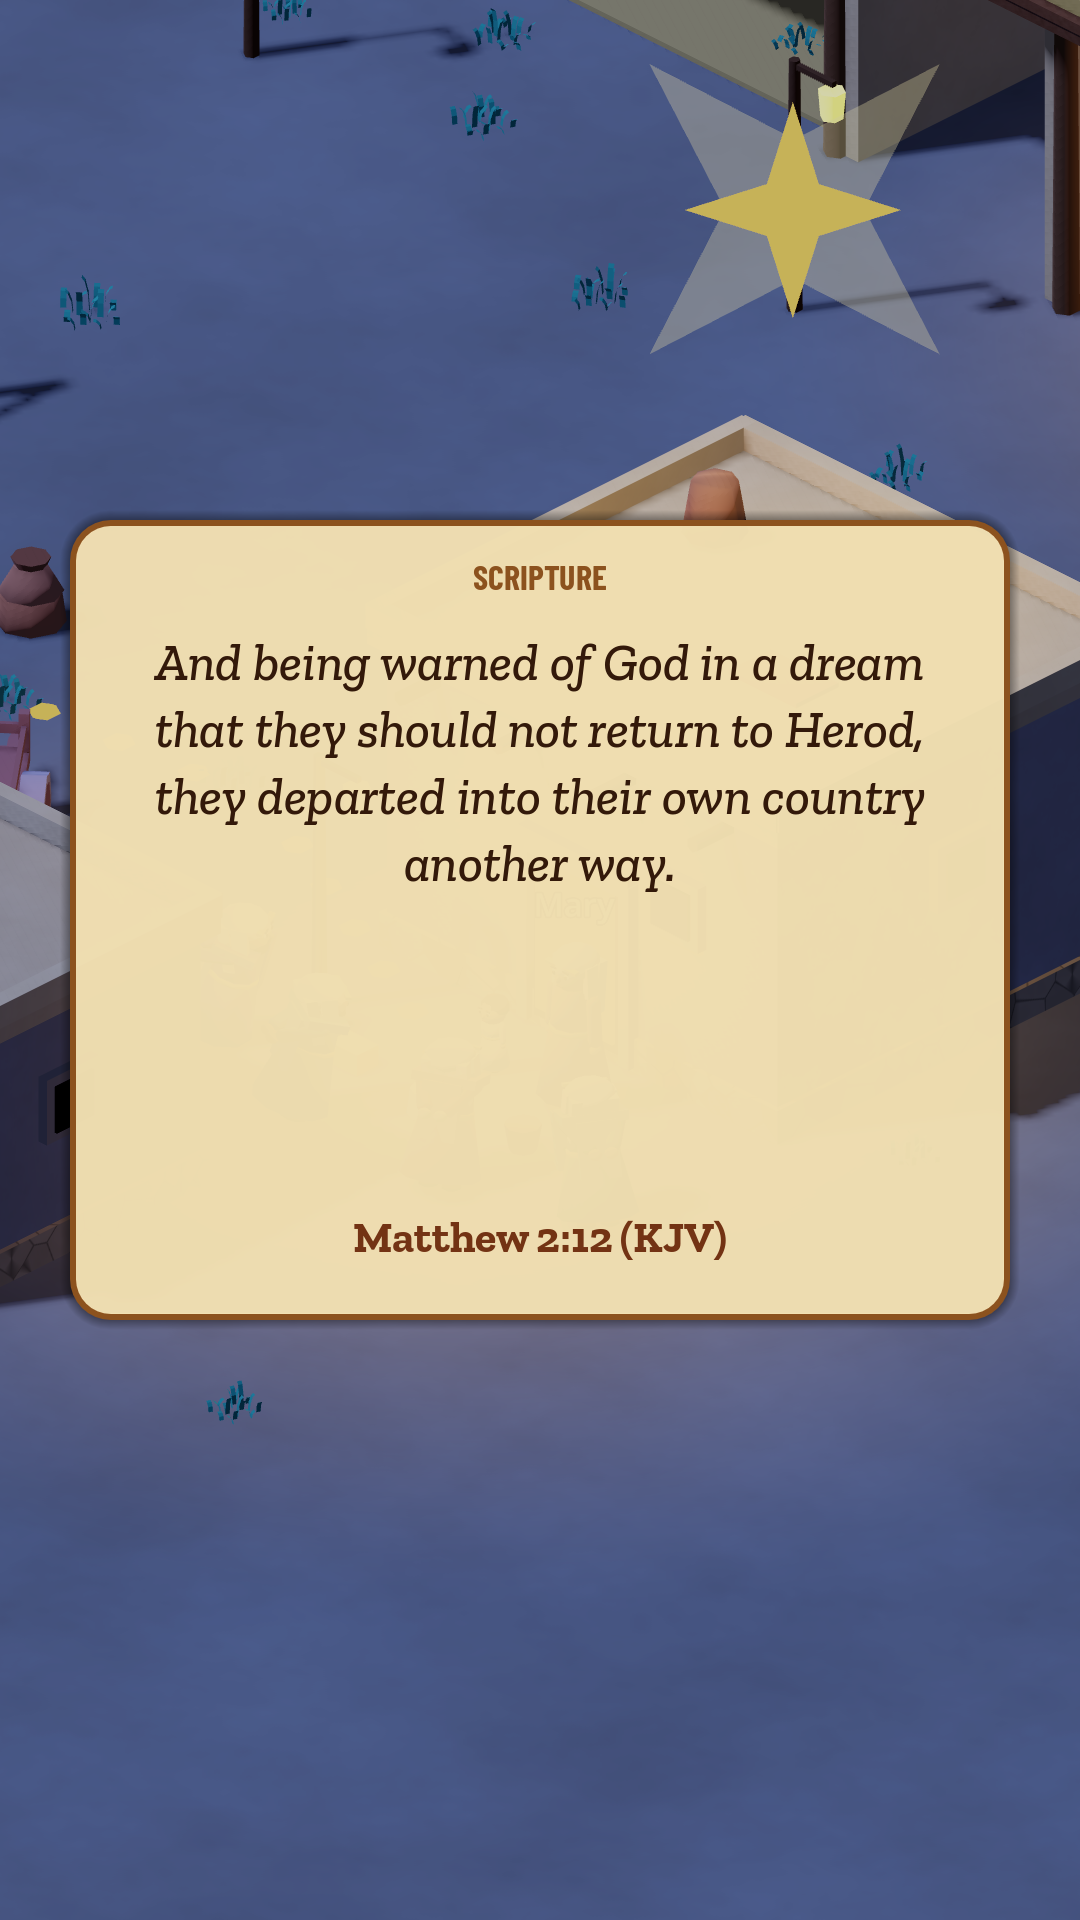 SCRIPTURE
And being warned of God in a dream
that they should not return to Herod,
they departed into their own country
another way.
Mary
Matthew 2:12 (KJV)